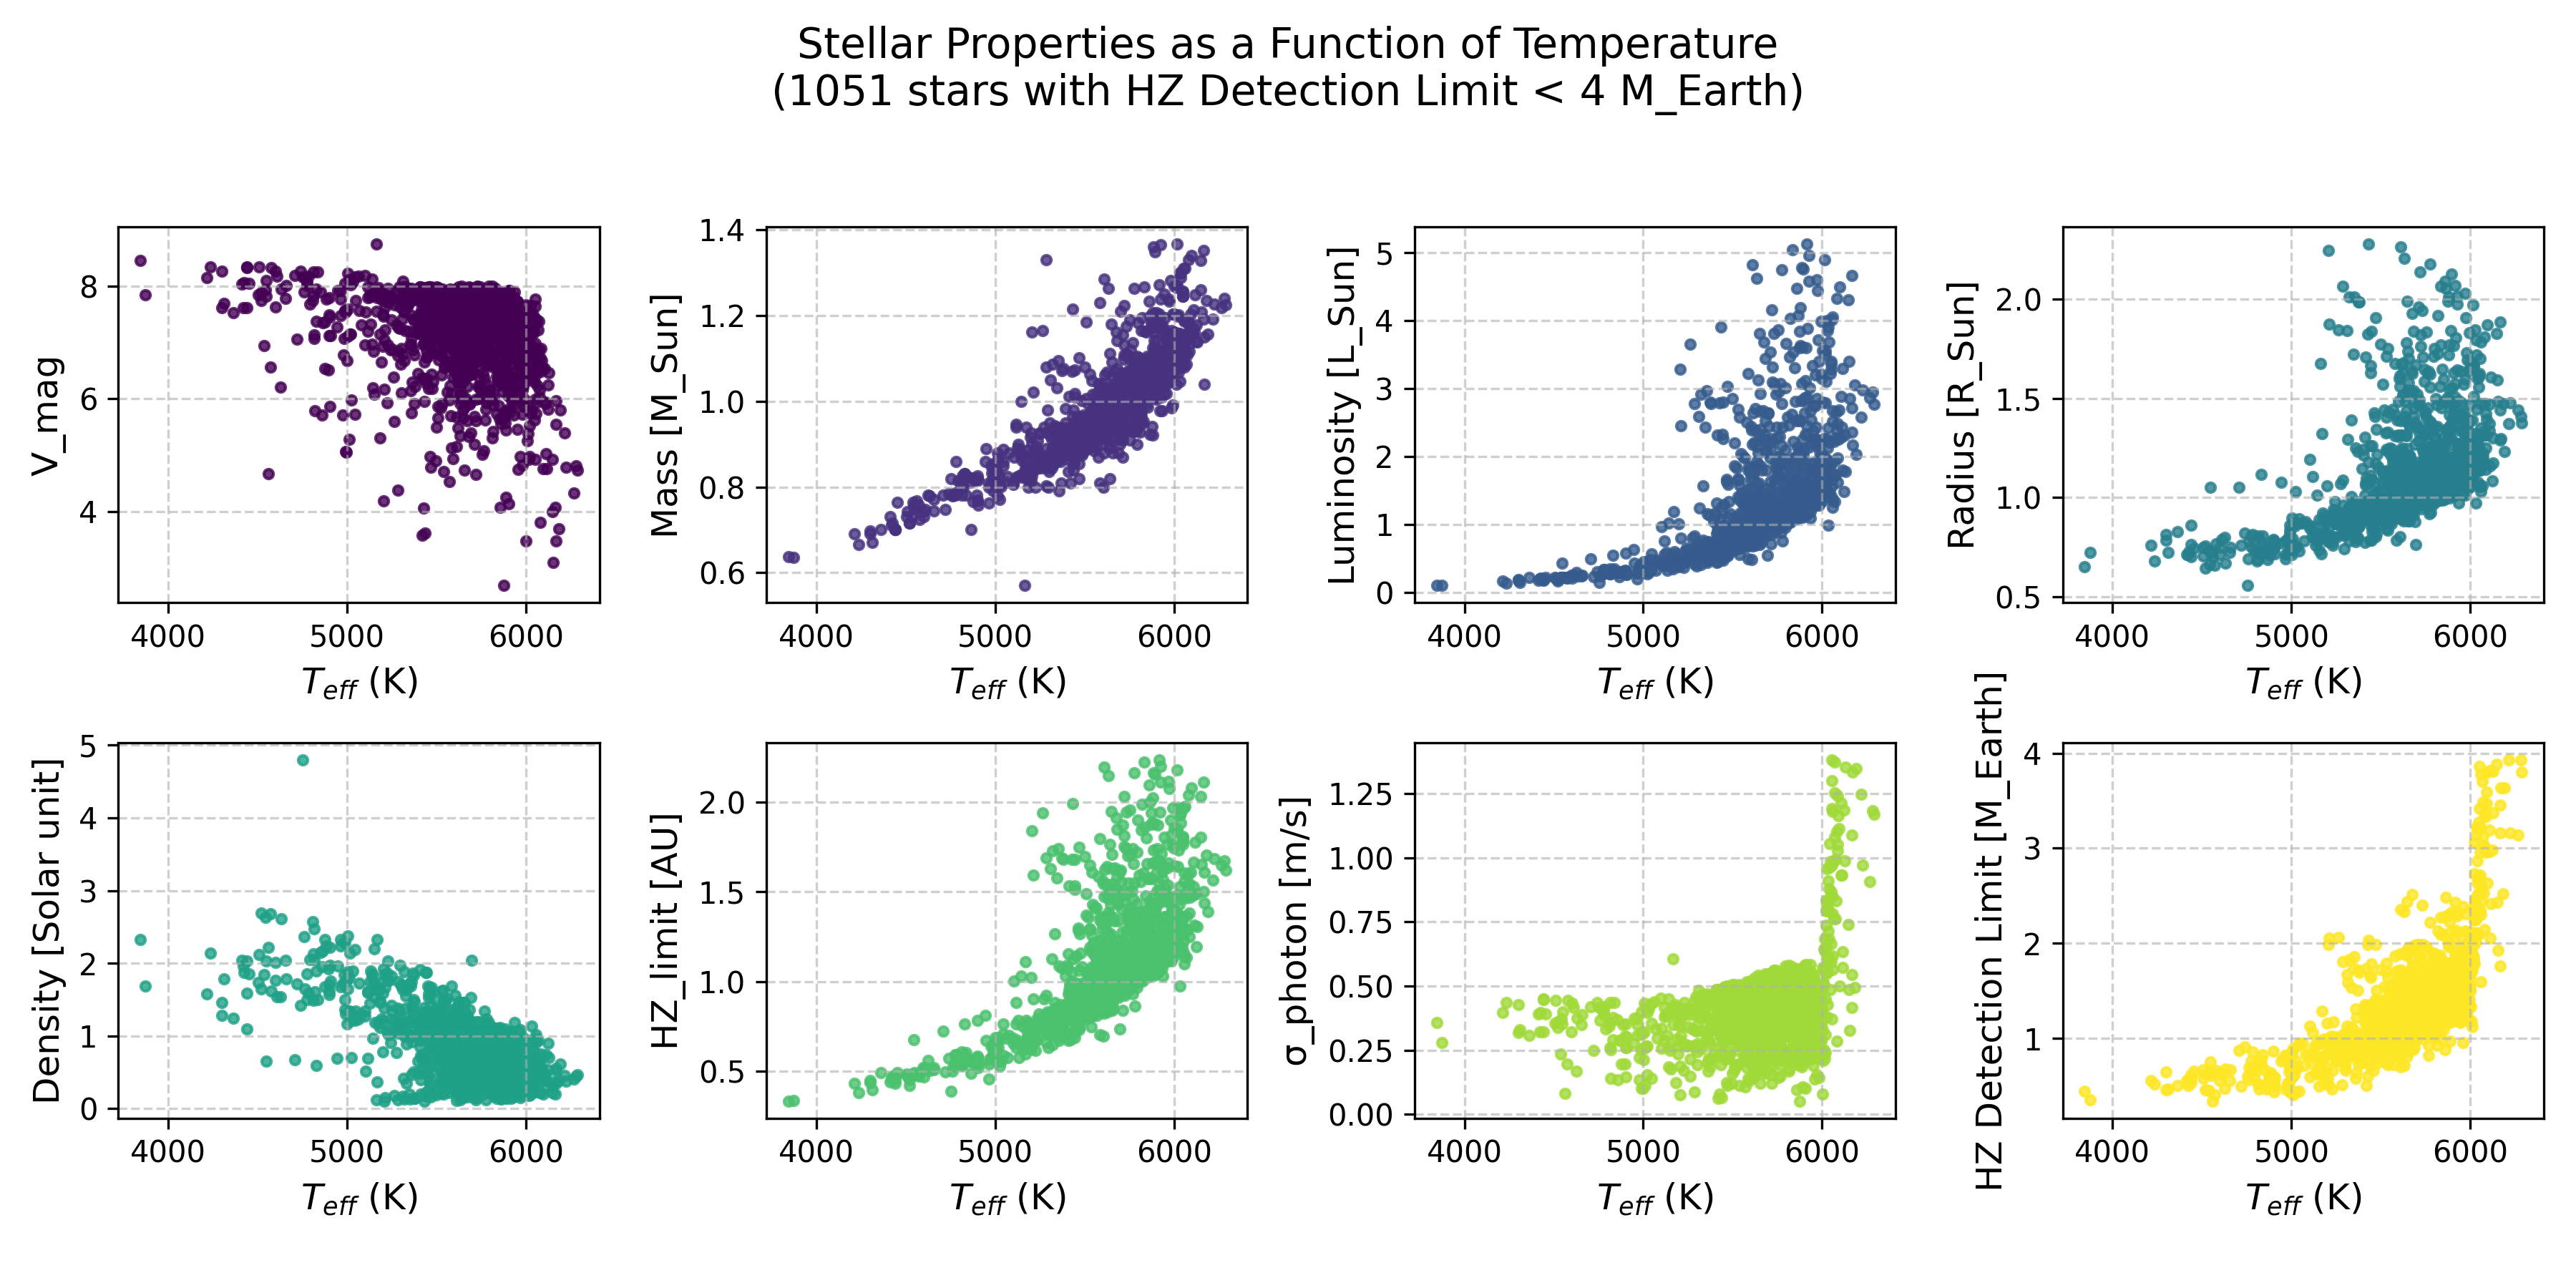 Stellar Properties as a Function of Temperature
(1051 stars with HZ Detection Limit < 4 M_Earth)
V_mag
8
6
4
4000 5000 6000
T_eff (K)
Mass [M_Sun]
1.4
1.2
1.0
0.8
0.6
4000 5000 6000
T_eff (K)
Luminosity [L_Sun]
5
4
3
2
1
0
4000 5000 6000
T_eff (K)
Radius [R_Sun]
2.0
1.5
1.0
0.5
4000 5000 6000
T_eff (K)
Density [Solar unit]
5
4
3
2
1
0
4000 5000 6000
T_eff (K)
HZ_limit [AU]
2.0
1.5
1.0
0.5
4000 5000 6000
T_eff (K)
σ_photon [m/s]
1.25
1.00
0.75
0.50
0.25
0.00
4000 5000 6000
T_eff (K)
HZ Detection Limit [M_Earth]
4
3
2
1
4000 5000 6000
T_eff (K)